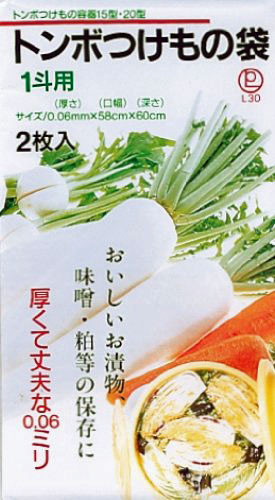 トンボつけもの容器15型・20型
トンボつけもの袋
1斗用
(厚さ) (口幅) (深さ)
サイズ/0.06mm×58cm×60cm
2枚入
L30
おいしいお漬物、
味噌・粕等の保存に
厚くて丈夫な0.06ミリ